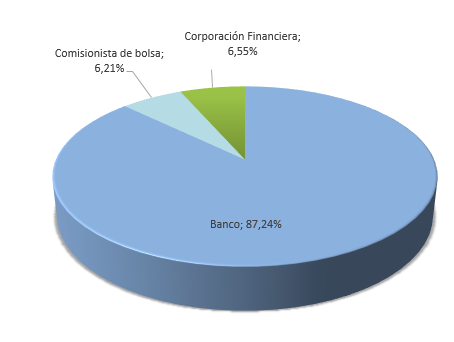 Corporación Financiera;
6,55%
Comisionista de bolsa;
6,21%
Banco; 87,24%